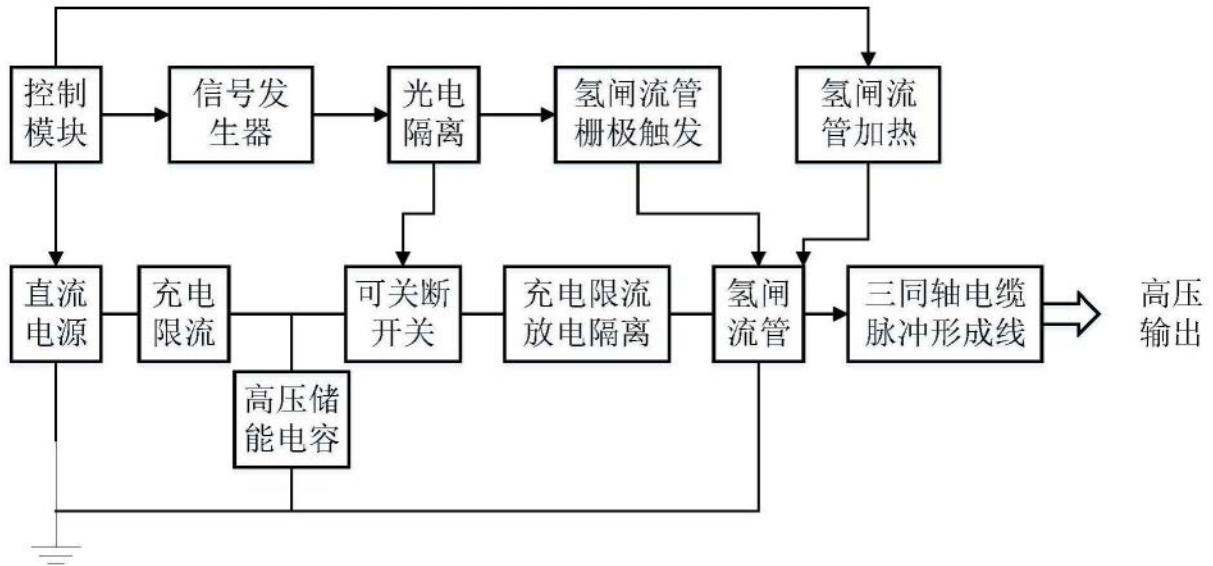 控制
模块
信号发
生器
光电
隔离
氢闸流管
栅极触发
氢闸流
管加热
直流
电源
充电
限流
可关断
开关
充电限流
放电隔离
氢闸
流管
三同轴电缆
脉冲形成线
高压
输出
高压储
能电容